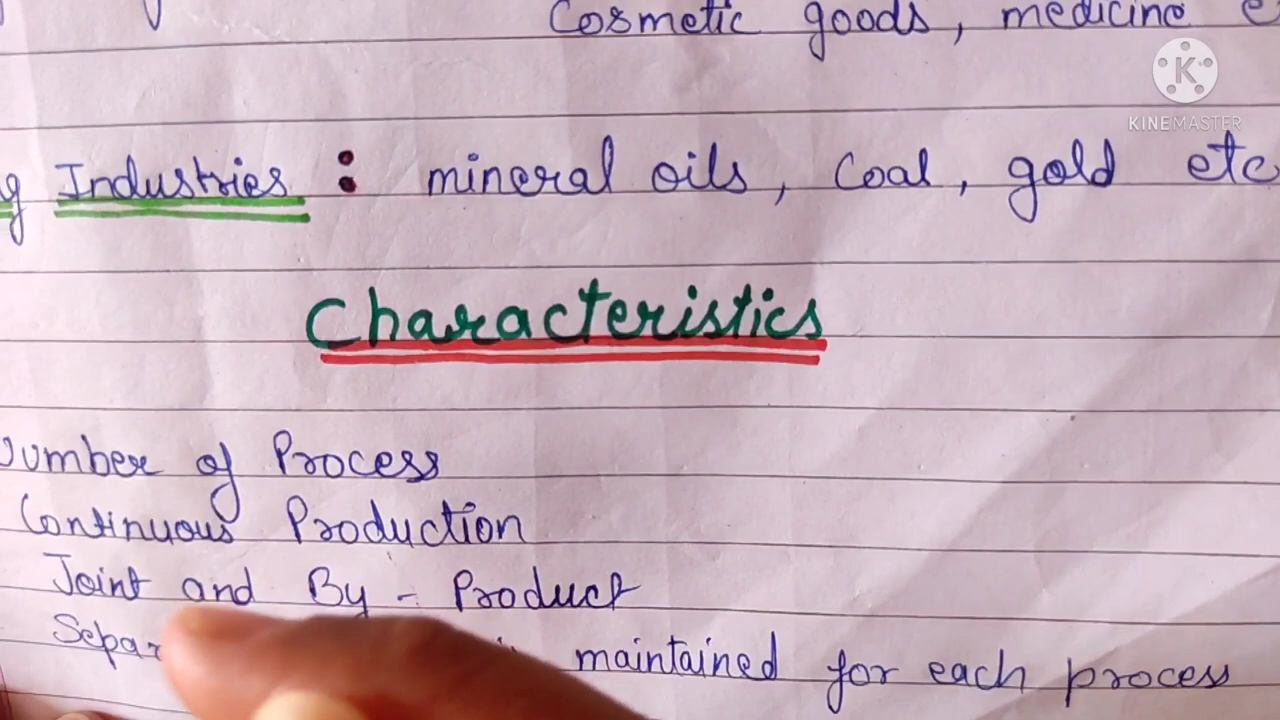 Cosmetic goods, medicine
KINEMASTER
Industries : mineral oils, Coal, gold etc
Characteristics
Number of Process
Continuous Production
Joint and By - Product
maintained for each process